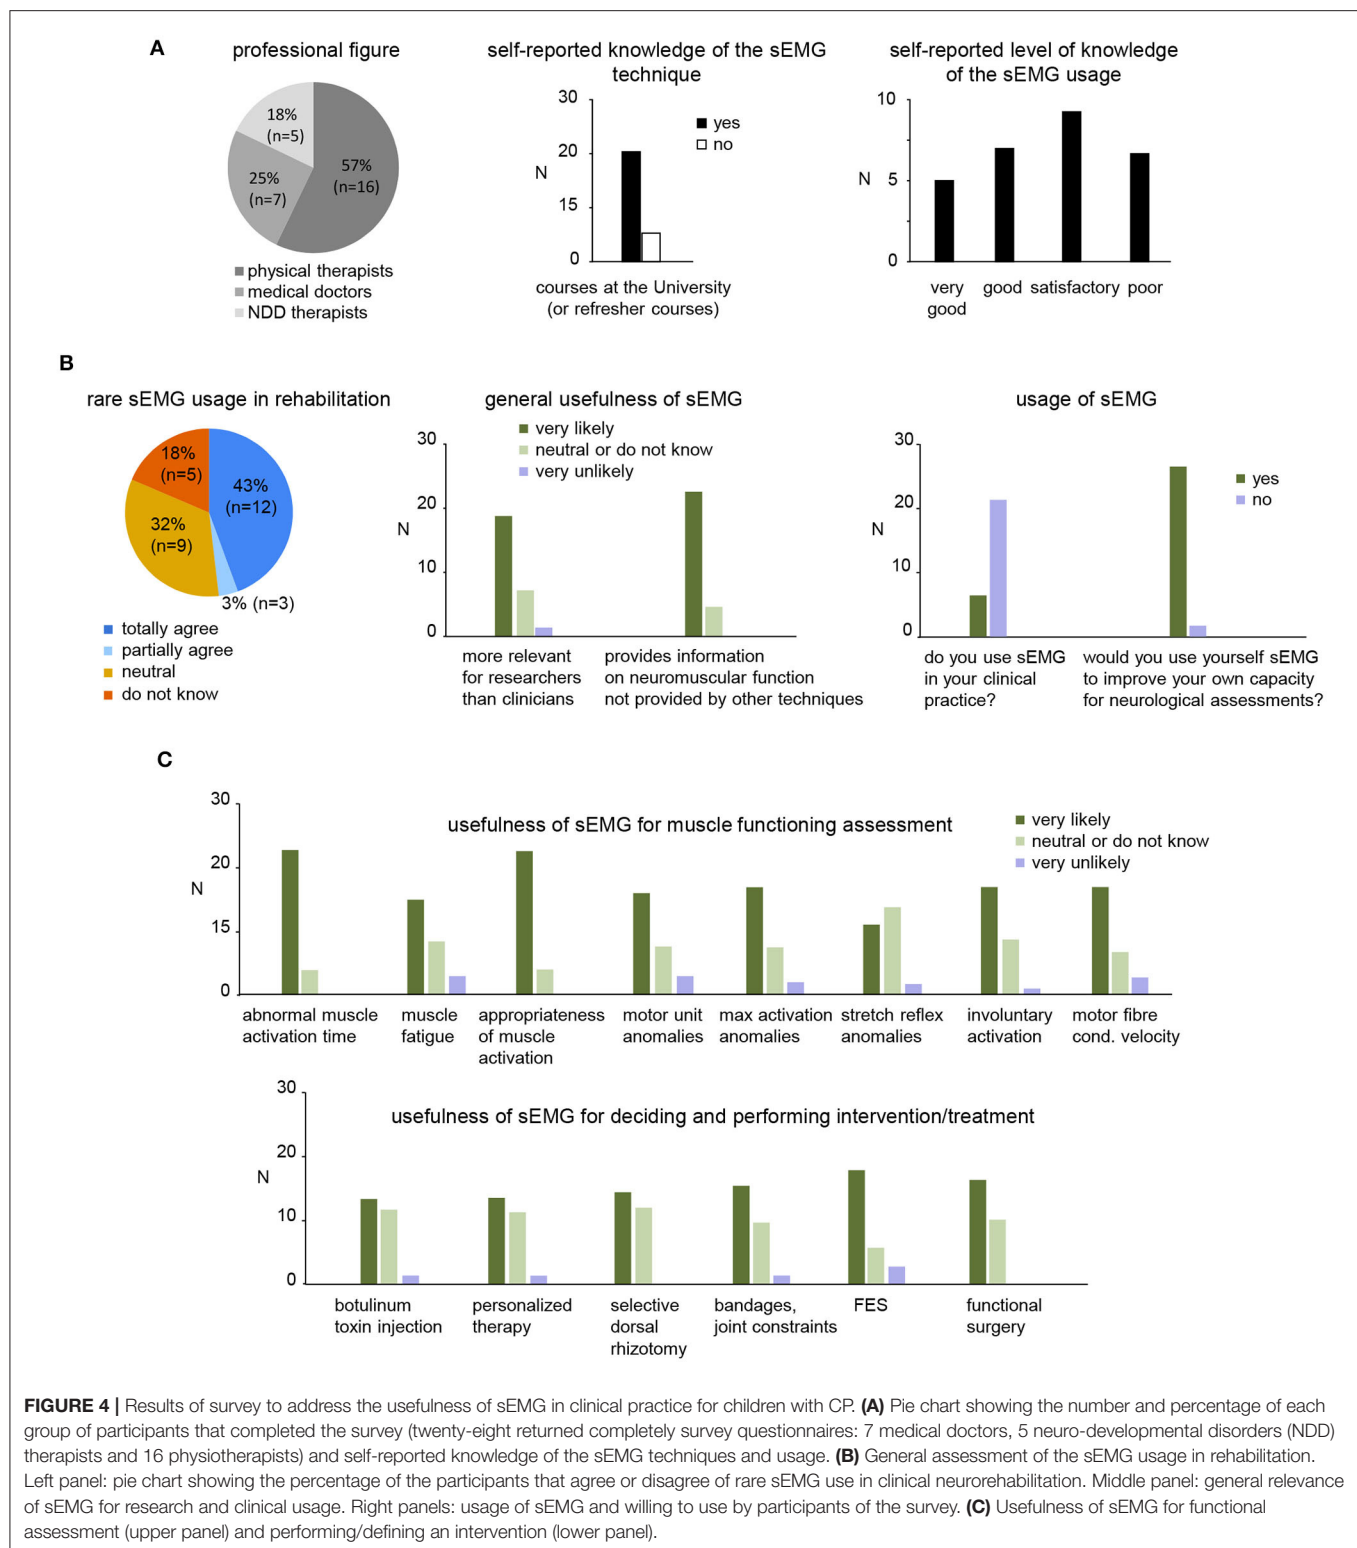 A
professional figure
18%
(n=5)
57%
(n=16)
25%
(n=7)
physical therapists
medical doctors
NDD therapists
self-reported knowledge of the sEMG
technique
30
yes
no
20
N
15
0
courses at the University
(or refresher courses)
self-reported level of knowledge
of the sEMG usage
10
N
5
0
very
good
good
satisfactory
poor
B
rare sEMG usage in rehabilitation
18%
(n=5)
43%
(n=12)
32%
(n=9)
3% (n=3)
totally agree
partially agree
neutral
do not know
general usefulness of sEMG
very likely
neutral or do not know
very unlikely
30
20
N
10
0
more relevant
for researchers
than clinicians
provides information
on neuromuscular function
not provided by other techniques
usage of sEMG
30
yes
no
20
N
10
0
do you use sEMG
in your clinical
practice?
would you use yourself sEMG
to improve your own capacity
for neurological assessments?
C
30
usefulness of sEMG for muscle functioning assessment
very likely
neutral or do not know
very unlikely
20
N
15
0
abnormal muscle
activation time
muscle
fatigue
appropriateness
of muscle
activation
motor unit
anomalies
max activation
anomalies
stretch reflex
anomalies
involuntary
activation
motor fibre
cond. velocity
30
usefulness of sEMG for deciding and performing intervention/treatment
20
N
10
0
botulinum
toxin injection
personalized
therapy
selective
dorsal
rhizotomy
bandages,
joint constraints
FES
functional
surgery
FIGURE 4 | Results of survey to address the usefulness of sEMG in clinical practice for children with CP. (A) Pie chart showing the number and percentage of each
group of participants that completed the survey (twenty-eight returned completely survey questionnaires: 7 medical doctors, 5 neuro-developmental disorders (NDD)
therapists and 16 physiotherapists) and self-reported knowledge of the sEMG techniques and usage. (B) General assessment of the sEMG usage in rehabilitation.
Left panel: pie chart showing the percentage of the participants that agree or disagree of rare sEMG use in clinical neurorehabilitation. Middle panel: general relevance
of sEMG for research and clinical usage. Right panels: usage of sEMG and willing to use by participants of the survey. (C) Usefulness of sEMG for functional
assessment (upper panel) and performing/defining an intervention (lower panel).